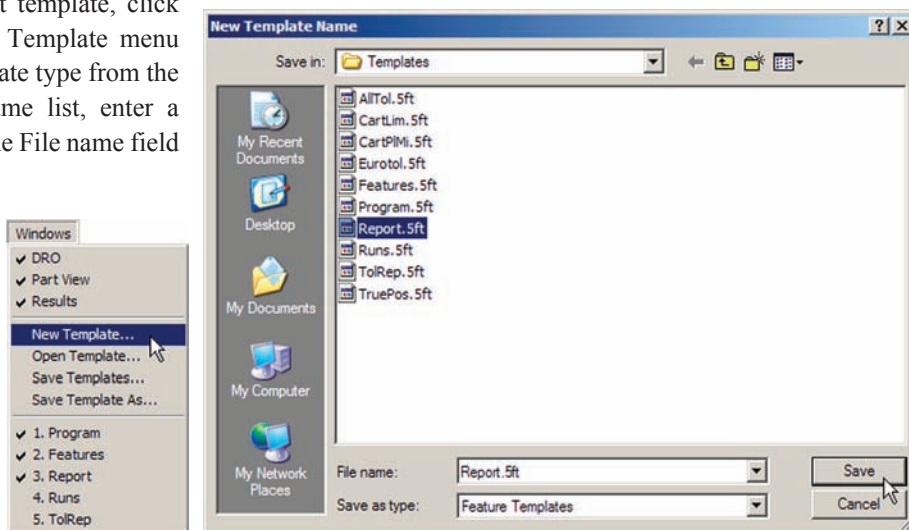 t template, click
Template menu
ate type from the
ame list, enter a
e File name field
Windows
DRO
Part View
Results
New Template...
Open Template...
Save Templates...
Save Template As...
1. Program
2. Features
3. Report
4. Runs
5. TolRep
New Template Name
Save in:
Templates
My Recent
Documents
Desktop
My Documents
My Computer
My Network
Places
AllTol.5ft
CartLim.5ft
CartPlMi.5ft
Eurotol.5ft
Features.5ft
Program.5ft
Report.5ft
Runs.5ft
TolRep.5ft
TruePos.5ft
File name:
Report.5ft
Save
Save as type:
Feature Templates
Cancel